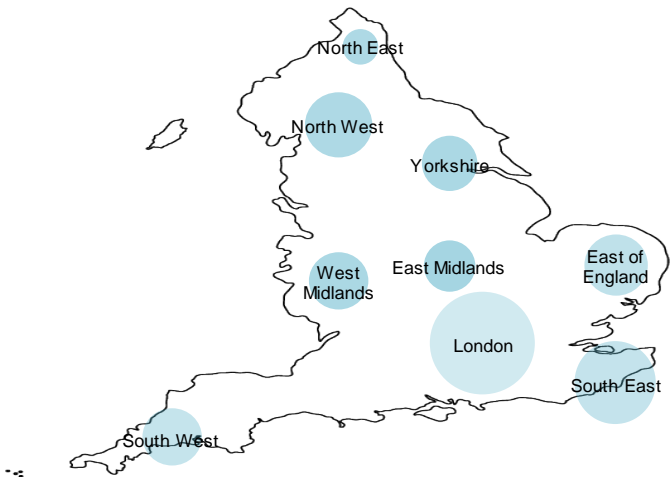 North East
North West
Yorkshire
East of
England
West
Midlands
East Midlands
London
South East
South West